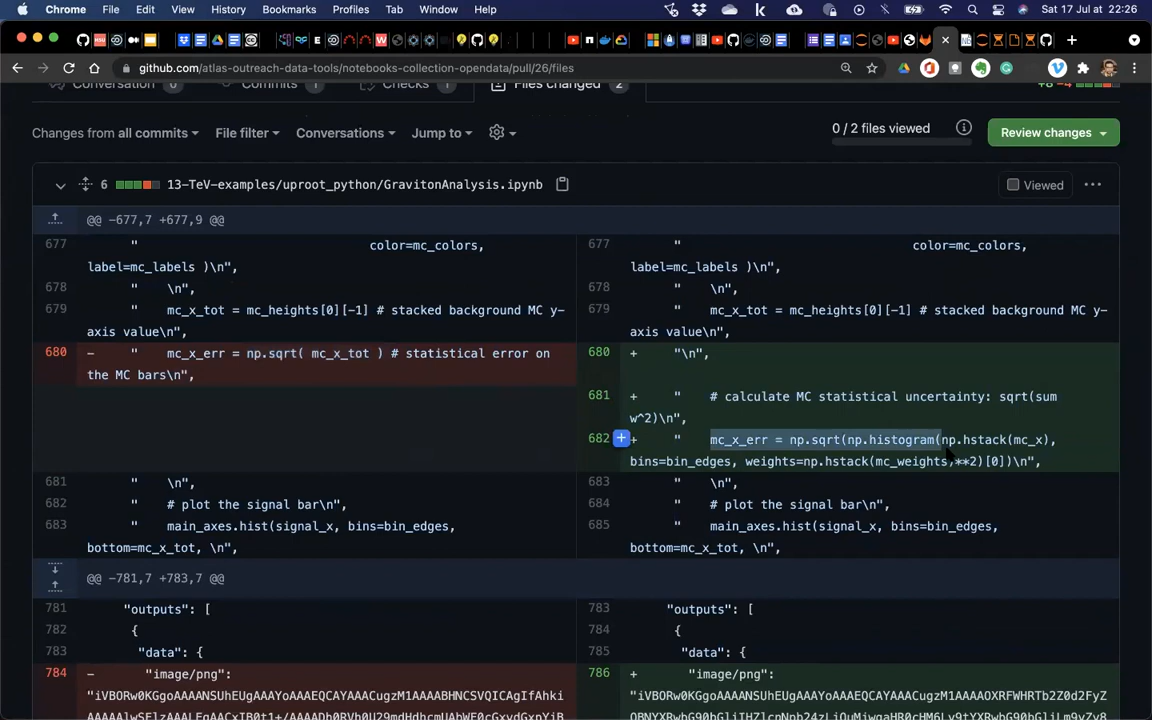 Chrome File Edit View History Bookmarks Profiles Tab Window Help Sat 17 Jul at 22:26
github.com/atlas-outreach-data-tools/notebooks-collection-opendata/pull/26/files
Conversation 0 Commits 1 Checks 1 Files changed 2 +8 −4
Changes from all commits File filter Conversations Jump to 0 / 2 files viewed Review changes
6 13-TeV-examples/uproot_python/GravitonAnalysis.ipynb Viewed
@@ -677,7 +677,9 @@
677 " color=mc_colors,
label=mc_labels )\n",
678 " \n",
679 " mc_x_tot = mc_heights[0][-1] # stacked background MC y-
axis value\n",
680 - " mc_x_err = np.sqrt( mc_x_tot ) # statistical error on
the MC bars\n",
681 " \n",
682 " # plot the signal bar\n",
683 " main_axes.hist(signal_x, bins=bin_edges,
bottom=mc_x_tot, \n",
677 " color=mc_colors,
label=mc_labels )\n",
678 " \n",
679 " mc_x_tot = mc_heights[0][-1] # stacked background MC y-
axis value\n",
680 + "\n",
681 + " # calculate MC statistical uncertainty: sqrt(sum
w^2)\n",
682 + " mc_x_err = np.sqrt(np.histogram(np.hstack(mc_x),
bins=bin_edges, weights=np.hstack(mc_weights)**2)[0])\n",
683 " \n",
684 " # plot the signal bar\n",
685 " main_axes.hist(signal_x, bins=bin_edges,
bottom=mc_x_tot, \n",
@@ -781,7 +783,7 @@
781 "outputs": [
782 {
783 "data": {
784 - "image/png":
783 "outputs": [
784 {
785 "data": {
786 + "image/png":